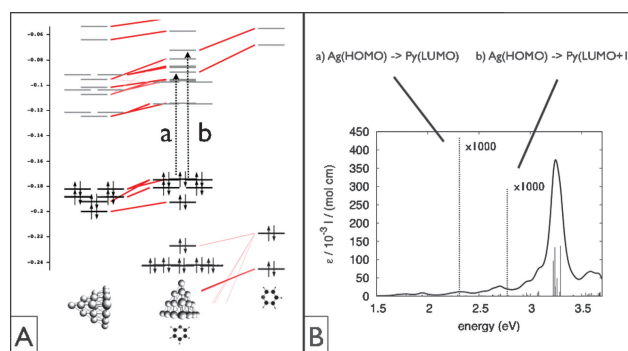 -0.06
-0.08
-0.1
-0.12
-0.14
-0.16
-0.18
-0.2
-0.22
-0.24
a
b
A
a) Ag(HOMO) -> Py(LUMO)
b) Ag(HOMO) -> Py(LUMO+1
450
400
350
300
250
200
150
100
50
0
ε / 10⁻³ l / (mol cm)
x1000
x1000
1.5
2
2.5
3
3.5
energy (eV)
B